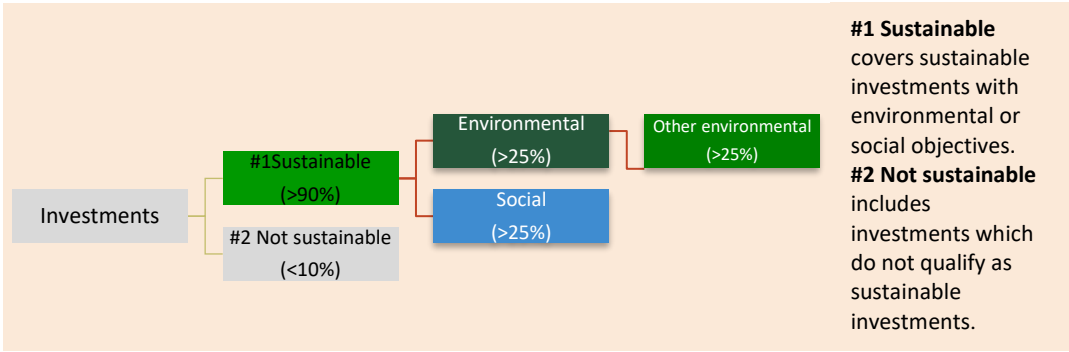 Investments
#1Sustainable
(>90%)
#2 Not sustainable
(<10%)
Environmental
(>25%)
Social
(>25%)
Other environmental
(>25%)
#1 Sustainable
covers sustainable
investments with
environmental or
social objectives.
#2 Not sustainable
includes
investments which
do not qualify as
sustainable
investments.